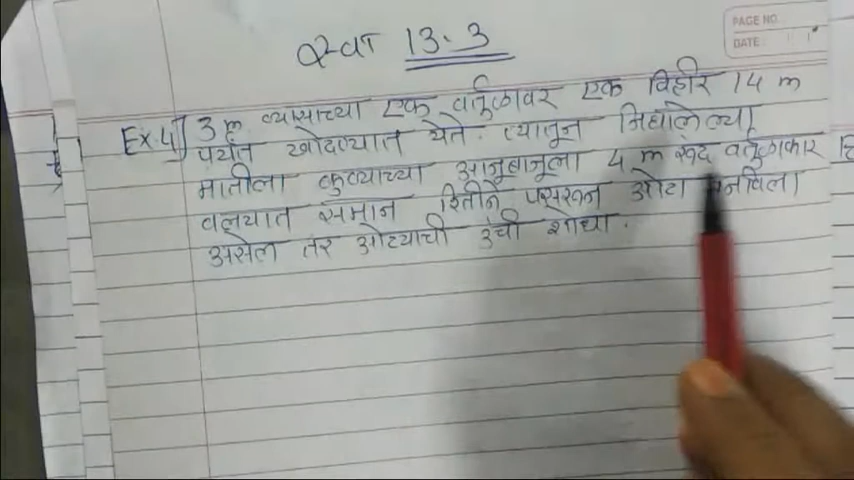 PAGE NO.
DATE:
13.3
Ex.4] 3 m व्यासाच्या एक वर्तुळावर एक विहीर 14 m
पर्यंत खोदण्यात येते. त्यातून निघालेल्या
मातीला कुव्याच्या आजुबाजूला 4 m रुंद वर्तुळाकार
वलयात समान रितीने पसरून ओटा बनविला
असेल तर ओट्याची उंची शोधा.